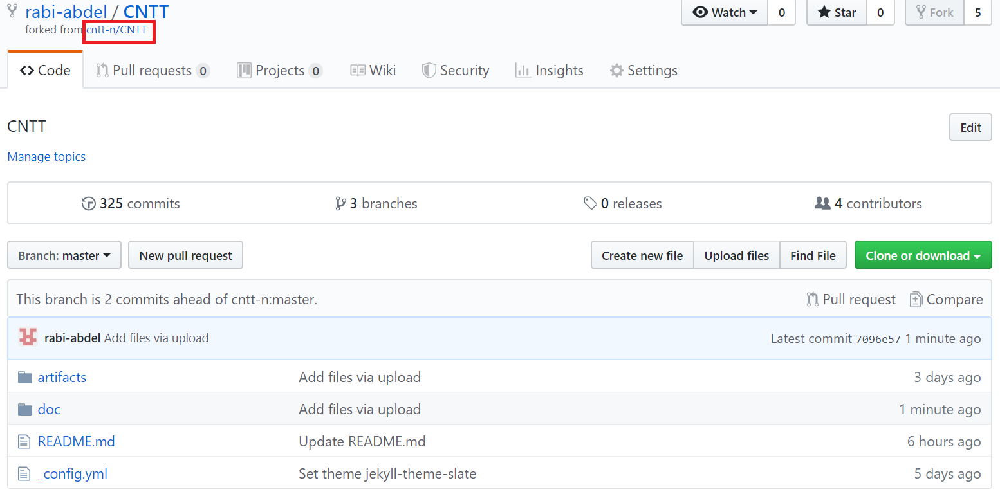 rabi-abdel / CNTT Watch 0 Star 0 Fork 5
forked from cntt-n/CNTT
Code Pull requests 0 Projects 0 Wiki Security Insights Settings
CNTT Edit
Manage topics
325 commits 3 branches 0 releases 4 contributors
Branch: master New pull request Create new file Upload files Find File Clone or download
This branch is 2 commits ahead of cntt-n:master. Pull request Compare
rabi-abdel Add files via upload Latest commit 7096e57 1 minute ago
artifacts Add files via upload 3 days ago
doc Add files via upload 1 minute ago
README.md Update README.md 6 hours ago
_config.yml Set theme jekyll-theme-slate 5 days ago